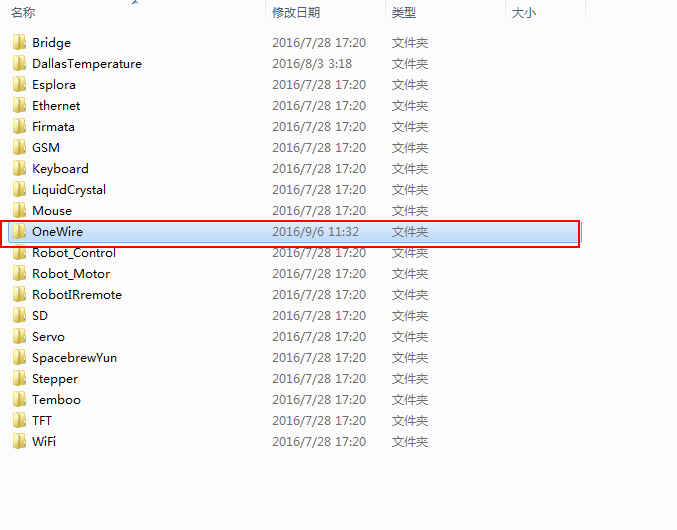 名称 修改日期 类型 大小
Bridge 2016/7/28 17:20 文件夹
DallasTemperature 2016/8/3 3:18 文件夹
Esplora 2016/7/28 17:20 文件夹
Ethernet 2016/7/28 17:20 文件夹
Firmata 2016/7/28 17:20 文件夹
GSM 2016/7/28 17:20 文件夹
Keyboard 2016/7/28 17:20 文件夹
LiquidCrystal 2016/7/28 17:20 文件夹
Mouse 2016/7/28 17:20 文件夹
OneWire 2016/9/6 11:32 文件夹
Robot_Control 2016/7/28 17:20 文件夹
Robot_Motor 2016/7/28 17:20 文件夹
RobotIRremote 2016/7/28 17:20 文件夹
SD 2016/7/28 17:20 文件夹
Servo 2016/7/28 17:20 文件夹
SpacebrewYun 2016/7/28 17:20 文件夹
Stepper 2016/7/28 17:20 文件夹
Temboo 2016/7/28 17:20 文件夹
TFT 2016/7/28 17:20 文件夹
WiFi 2016/7/28 17:20 文件夹